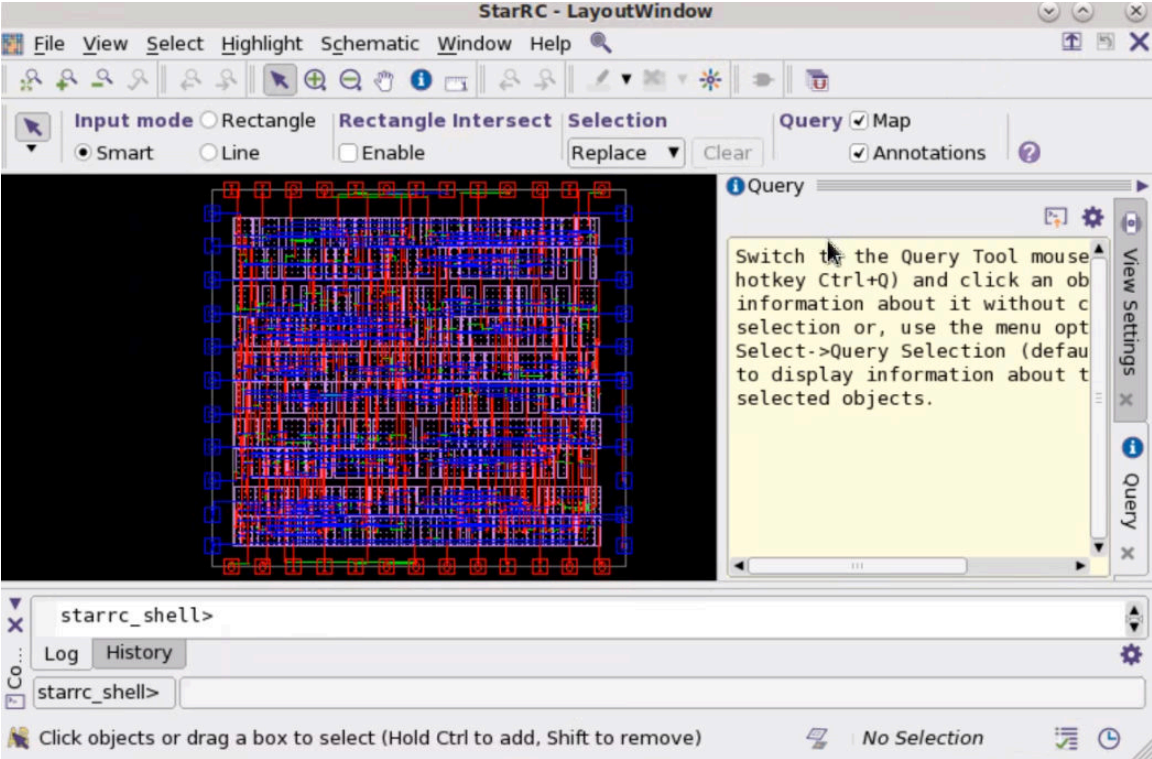 StarRC - LayoutWindow
File View Select Highlight Schematic Window Help
Input mode Rectangle Rectangle Intersect Selection Query Map
Smart Line Enable Replace Clear Annotations
Query
Switch the Query Tool mouse
hotkey Ctrl+Q) and click an ob
information about it without c
selection or, use the menu opt
Select->Query Selection (defau
to display information about t
selected objects.
View Settings
Query
starrc_shell>
Log History
Co...
starrc_shell>
Click objects or drag a box to select (Hold Ctrl to add, Shift to remove) No Selection